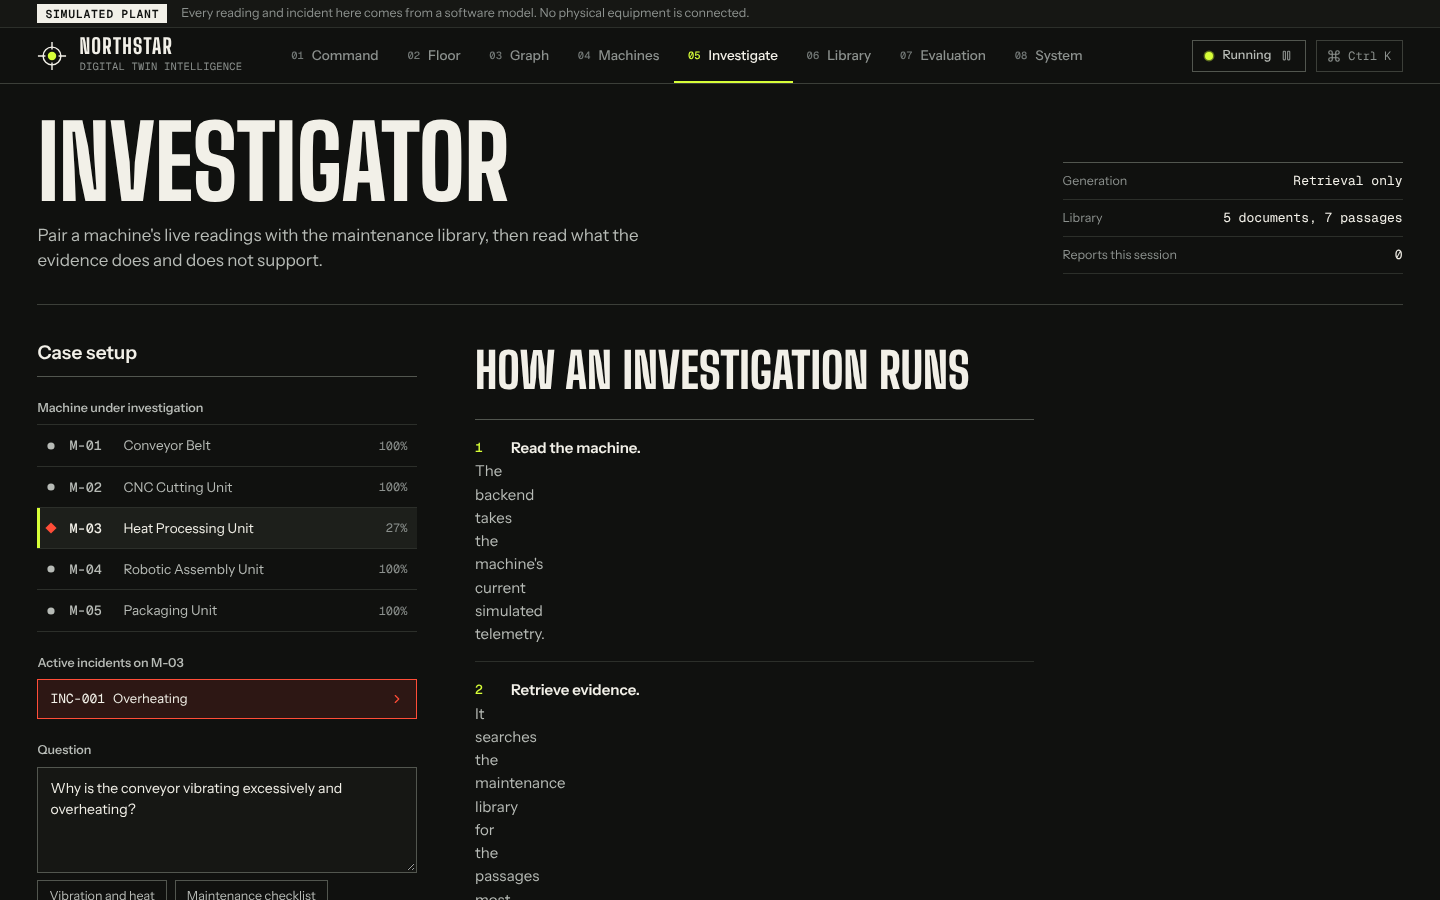 SIMULATED PLANT Every reading and incident here comes from a software model. No physical equipment is connected.
NORTHSTAR
DIGITAL TWIN INTELLIGENCE
01 Command 02 Floor 03 Graph 04 Machines 05 Investigate 06 Library 07 Evaluation 08 System
Running
⌘ Ctrl K
INVESTIGATOR
Pair a machine's live readings with the maintenance library, then read what the
evidence does and does not support.
Generation Retrieval only
Library 5 documents, 7 passages
Reports this session 0
Case setup
Machine under investigation
M-01 Conveyor Belt 100%
M-02 CNC Cutting Unit 100%
M-03 Heat Processing Unit 27%
M-04 Robotic Assembly Unit 100%
M-05 Packaging Unit 100%
Active incidents on M-03
INC-001 Overheating
Question
Why is the conveyor vibrating excessively and
overheating?
Vibration and heat Maintenance checklist
HOW AN INVESTIGATION RUNS
1 Read the machine.
The
backend
takes
the
machine's
current
simulated
telemetry.
2 Retrieve evidence.
It
searches
the
maintenance
library
for
the
passages
most